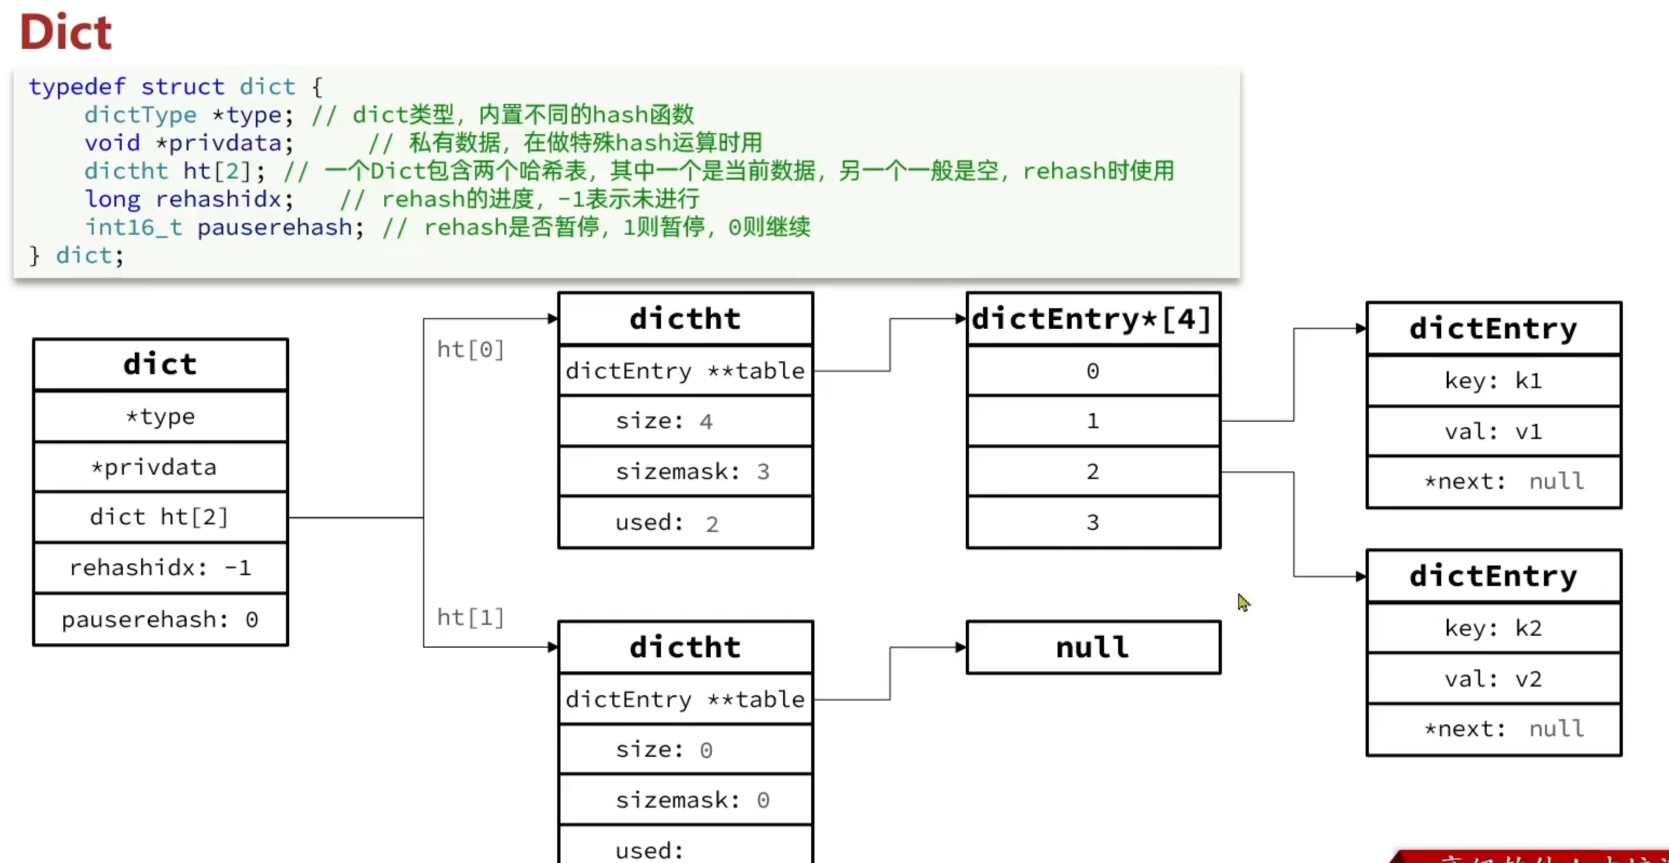 Dict
typedef struct dict {
dictType *type; // dict类型，内置不同的hash函数
void *privdata; // 私有数据，在做特殊hash运算时用
dictht ht[2]; // 一个Dict包含两个哈希表，其中一个是当前数据，另一个一般是空，rehash时使用
long rehashidx; // rehash的进度，-1表示未进行
int16_t pauserehash; // rehash是否暂停，1则暂停，0则继续
} dict;
dict
*type
*privdata
dict ht[2]
rehashidx: -1
pauserehash: 0
ht[0]
ht[1]
dictht
dictEntry **table
size: 4
sizemask: 3
used: 2
dictht
dictEntry **table
size: 0
sizemask: 0
used:
dictEntry*[4]
0
1
2
3
null
dictEntry
key: k1
val: v1
*next: null
dictEntry
key: k2
val: v2
*next: null